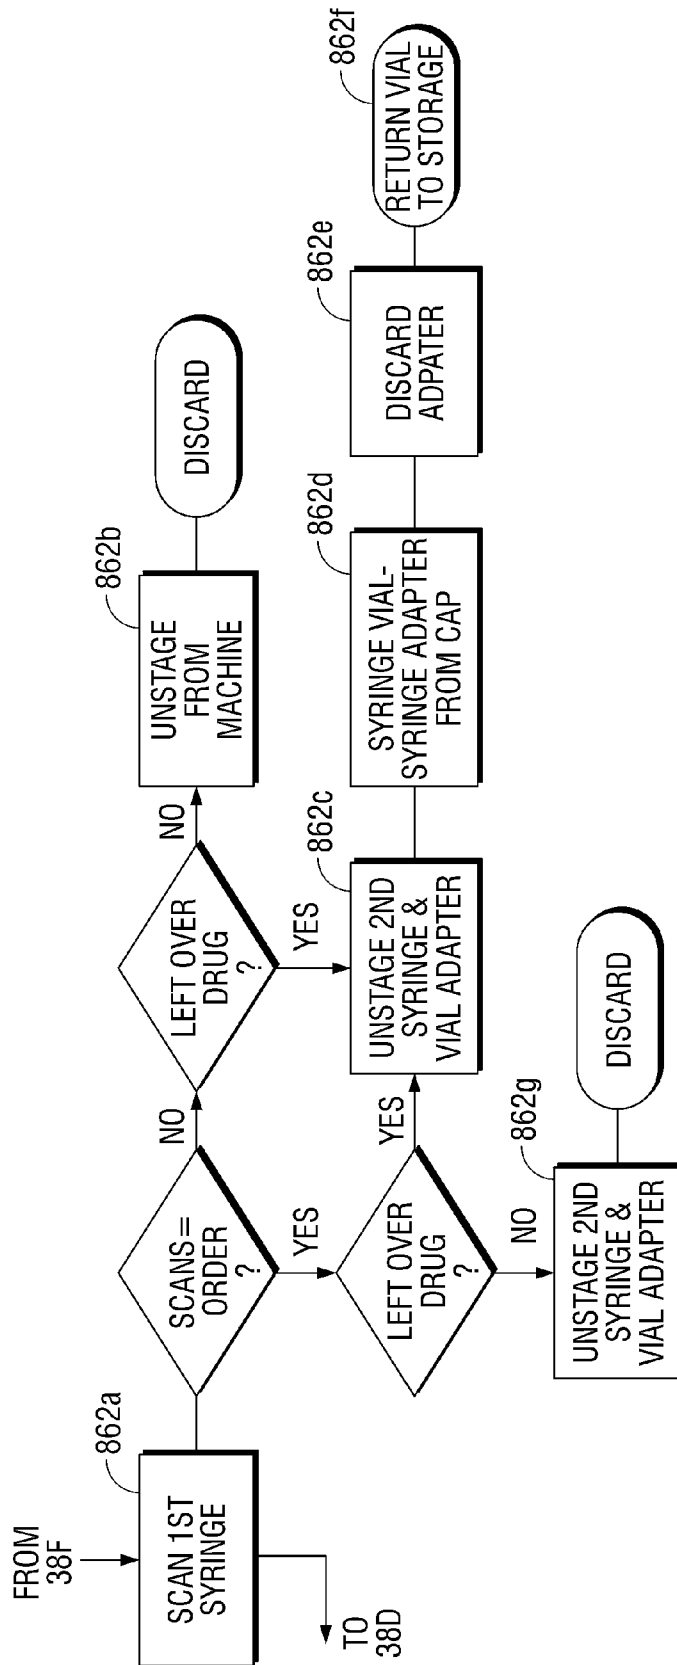 FROM
38F
862a
SCAN 1ST
SYRINGE
TO
38D
SCANS=
ORDER
?
NO
YES
LEFT OVER
DRUG
?
NO
YES
862b
UNSTAGE
FROM
MACHINE
DISCARD
LEFT OVER
DRUG
?
YES
NO
862c
UNSTAGE 2ND
SYRINGE &
VIAL ADAPTER
862d
SYRINGE VIAL-
SYRINGE ADAPTER
FROM CAP
862e
DISCARD
ADPATER
862f
RETURN VIAL
TO STORAGE
862g
UNSTAGE 2ND
SYRINGE &
VIAL ADAPTER
DISCARD